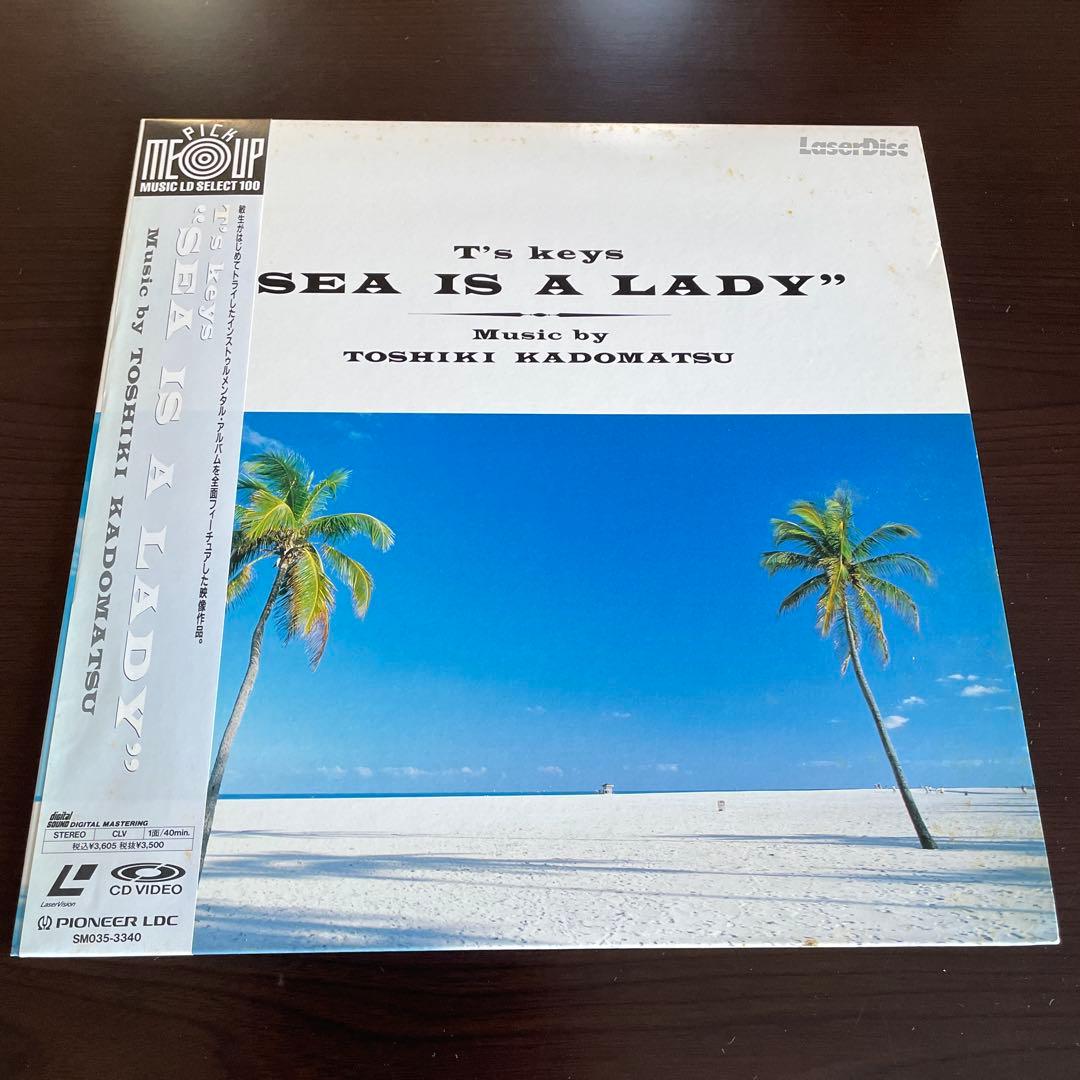 PICK
ME UP
MUSIC LD SELECT 100
敏生がはじめてトライしたインストゥルメンタル・アルバムを全面フィーチュアした映像作品。
T's keys
“SEA IS A LADY”
Music by TOSHIKI KADOMATSU
digital
SOUND DIGITAL MASTERING
STEREO CLV 1面/40min.
税込¥3,605 税抜¥3,500
LaserVision
CD VIDEO
PIONEER LDC
SM035-3340
LaserDisc
T's keys
SEA IS A LADY”
Music by
TOSHIKI KADOMATSU